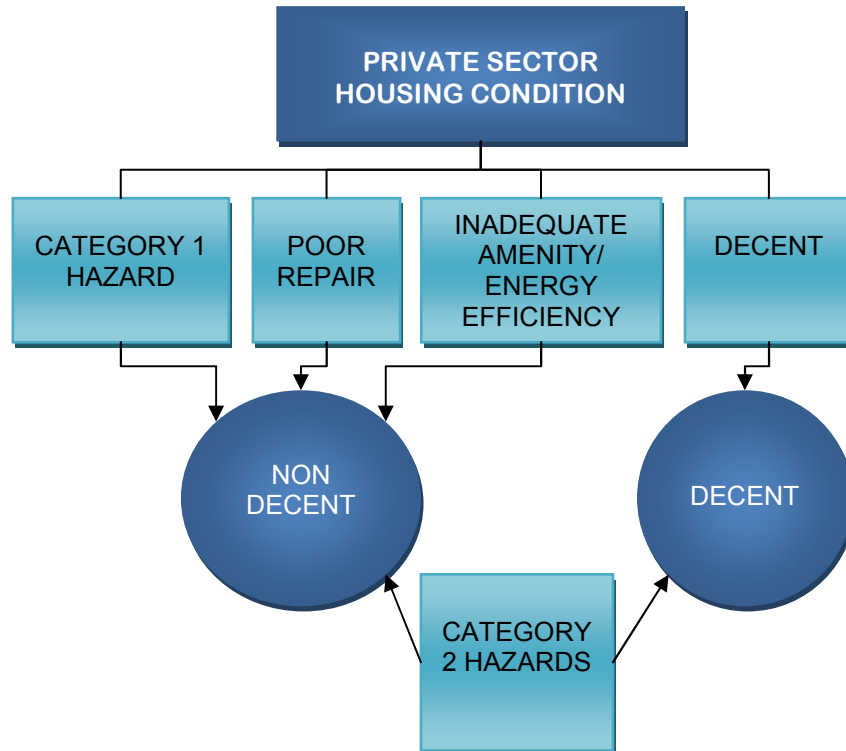 PRIVATE SECTOR
HOUSING CONDITION
CATEGORY 1
HAZARD
POOR
REPAIR
INADEQUATE
AMENITY/
ENERGY
EFFICIENCY
DECENT
NON
DECENT
DECENT
CATEGORY
2 HAZARDS